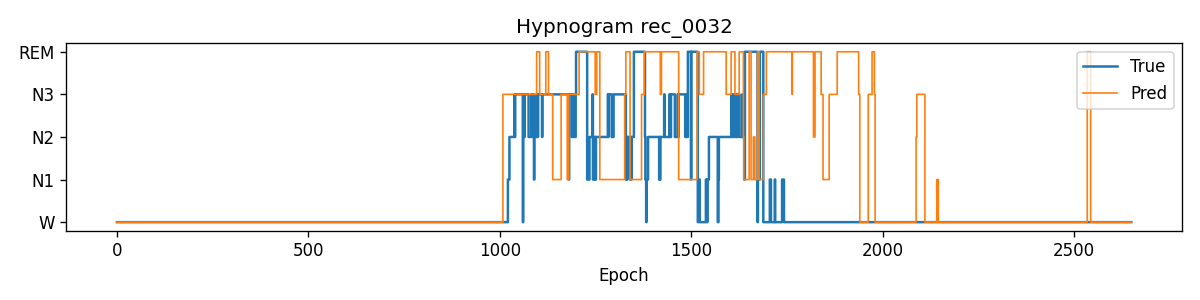 Hypnogram rec_0032
REM
N3
N2
N1
W
True
Pred
0
500
1000
1500
2000
2500
Epoch